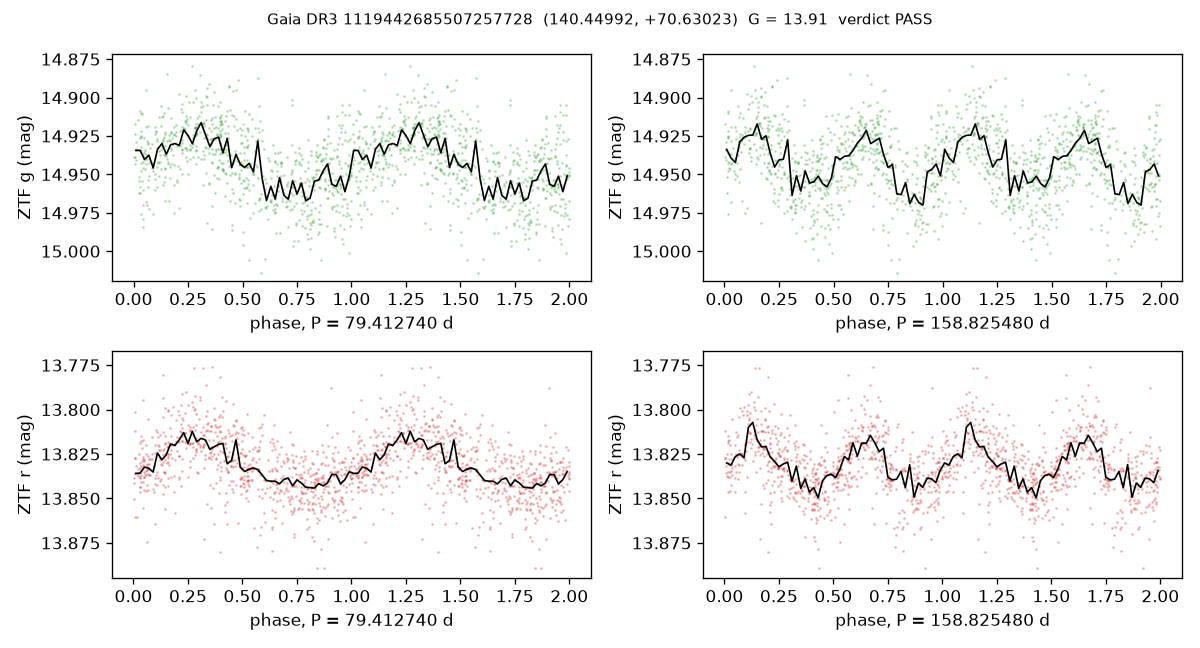 Gaia DR3 1119442685507257728  (140.44992, +70.63023)  G = 13.91  verdict PASS
ZTF g (mag)
14.875
14.900
14.925
14.950
14.975
15.000
0.00 0.25 0.50 0.75 1.00 1.25 1.50 1.75 2.00
phase, P = 79.412740 d
ZTF g (mag)
14.875
14.900
14.925
14.950
14.975
15.000
0.00 0.25 0.50 0.75 1.00 1.25 1.50 1.75 2.00
phase, P = 158.825480 d
ZTF r (mag)
13.775
13.800
13.825
13.850
13.875
0.00 0.25 0.50 0.75 1.00 1.25 1.50 1.75 2.00
phase, P = 79.412740 d
ZTF r (mag)
13.775
13.800
13.825
13.850
13.875
0.00 0.25 0.50 0.75 1.00 1.25 1.50 1.75 2.00
phase, P = 158.825480 d